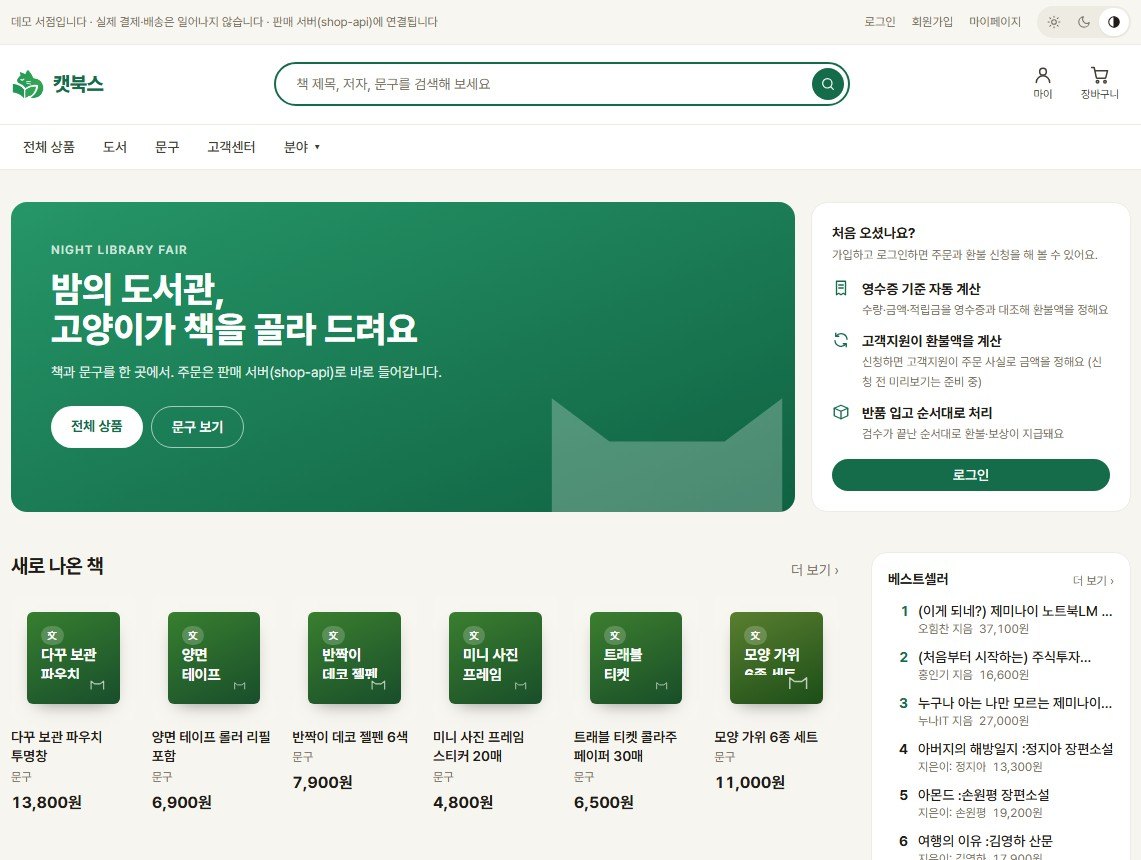 데모 서점입니다 · 실제 결제·배송은 일어나지 않습니다 · 판매 서버(shop-api)에 연결됩니다
로그인 회원가입 마이페이지
캣북스
책 제목, 저자, 문구를 검색해 보세요
마이 장바구니
전체 상품 도서 문구 고객센터 분야 ▾
NIGHT LIBRARY FAIR
밤의 도서관,
고양이가 책을 골라 드려요
책과 문구를 한 곳에서. 주문은 판매 서버(shop-api)로 바로 들어갑니다.
전체 상품 문구 보기
처음 오셨나요?
가입하고 로그인하면 주문과 환불 신청을 해 볼 수 있어요.
영수증 기준 자동 계산
수량·금액·적립금을 영수증과 대조해 환불액을 정해요
고객지원이 환불액을 계산
신청하면 고객지원이 주문 사실로 금액을 정해요 (신
청 전 미리보기는 준비 중)
반품 입고 순서대로 처리
검수가 끝난 순서대로 환불·보상이 지급돼요
로그인
새로 나온 책
더 보기 ›
文
다꾸 보관
파우치
다꾸 보관 파우치
투명창
문구
13,800원
文
양면
테이프
양면 테이프 롤러 리필
포함
문구
6,900원
文
반짝이
데코 젤펜
반짝이 데코 젤펜 6색
문구
7,900원
文
미니 사진
프레임
미니 사진 프레임
스티커 20매
문구
4,800원
文
트래블
티켓
트래블 티켓 콜라주
페이퍼 30매
문구
6,500원
文
모양 가위
6종 세트
모양 가위 6종 세트
문구
11,000원
베스트셀러
더 보기 ›
1 (이게 되네?) 제미나이 노트북LM ...
오힘찬 지음 37,100원
2 (처음부터 시작하는) 주식투자...
홍인기 지음 16,600원
3 누구나 아는 나만 모르는 제미나이...
누나IT 지음 27,000원
4 아버지의 해방일지 :정지아 장편소설
지은이: 정지아 13,300원
5 아몬드 :손원평 장편소설
지은이: 손원평 19,200원
6 여행의 이유 :김영하 산문
지은이: 김영하 17,900원